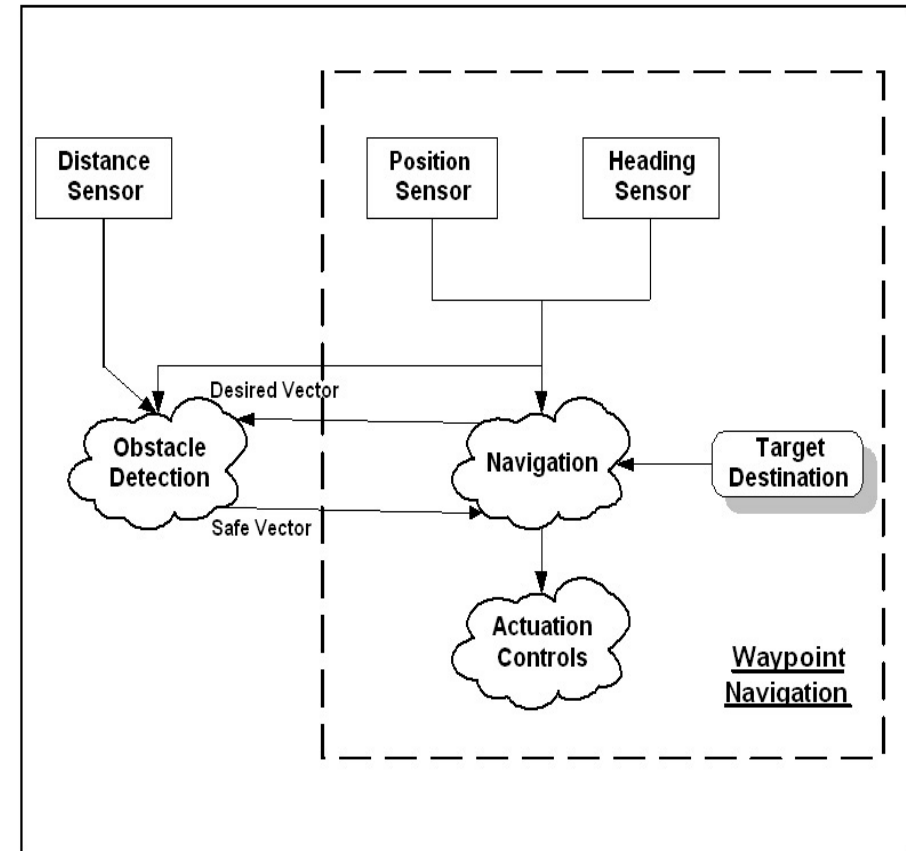 Distance
Sensor
Position
Sensor
Heading
Sensor
Desired Vector
Obstacle
Detection
Navigation
Target
Destination
Safe Vector
Actuation
Controls
Waypoint
Navigation